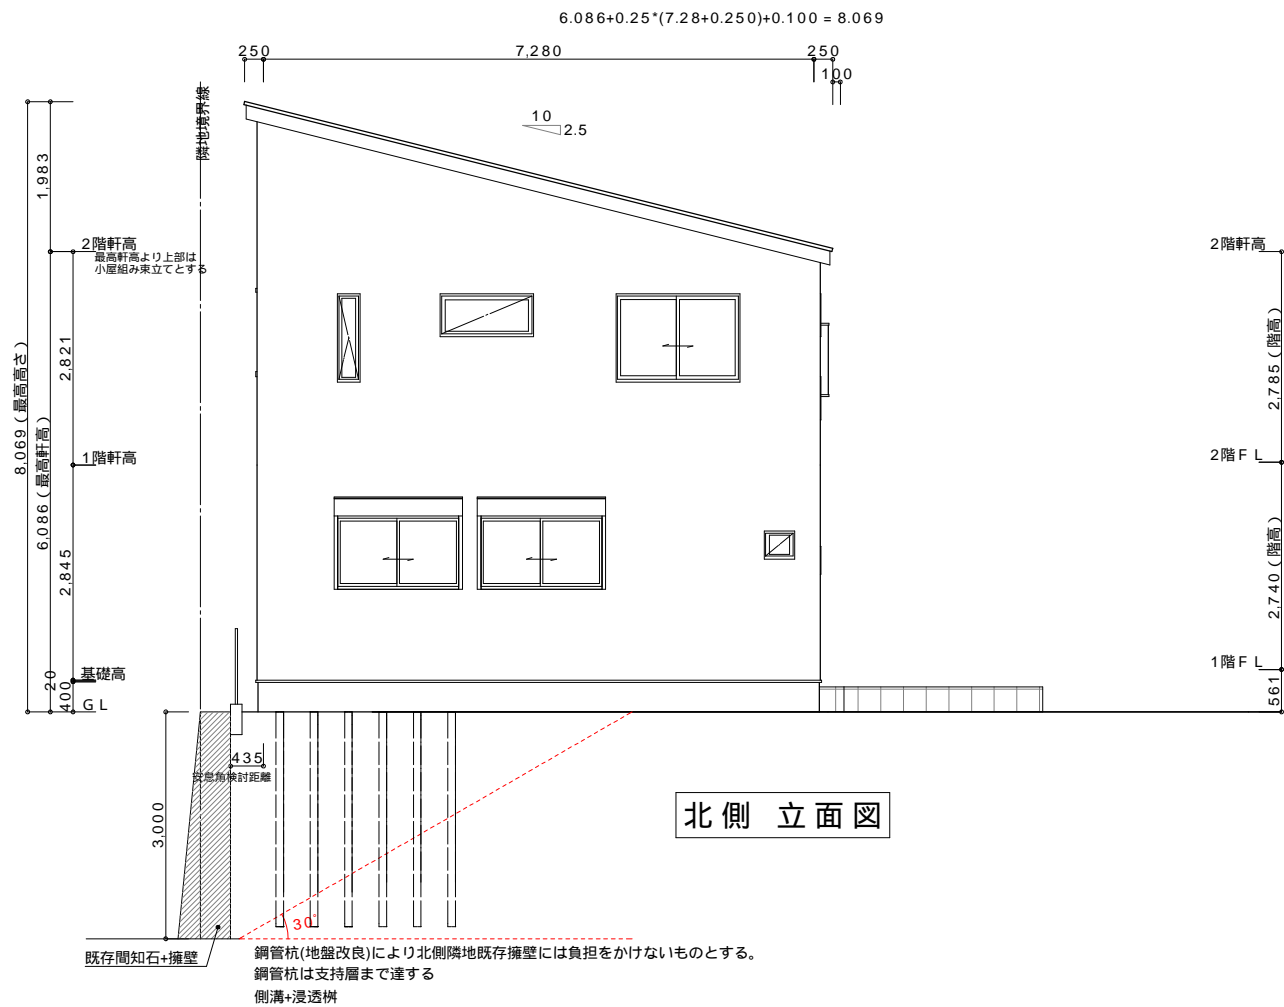 6.086+0.25*(7.28+0.250)+0.100 = 8.069
250
7,280
250
100
隣地境界線
10
2.5
1,983
2階軒高
最高軒高より上部は
小屋組み束立てとする
2階軒高
8.069(最高高さ)
6,086(最高軒高)
2,821
2,785(階高)
1階軒高
2階FL
2,845
2,740(階高)
1階FL
基礎高
20
400
GL
561
435
安息角検討距離
3,000
北側 立面図
30°
既存間知石+擁壁
鋼管杭(地盤改良)により北側隣地既存擁壁には負担をかけないものとする。
鋼管杭は支持層まで達する
側溝+浸透桝